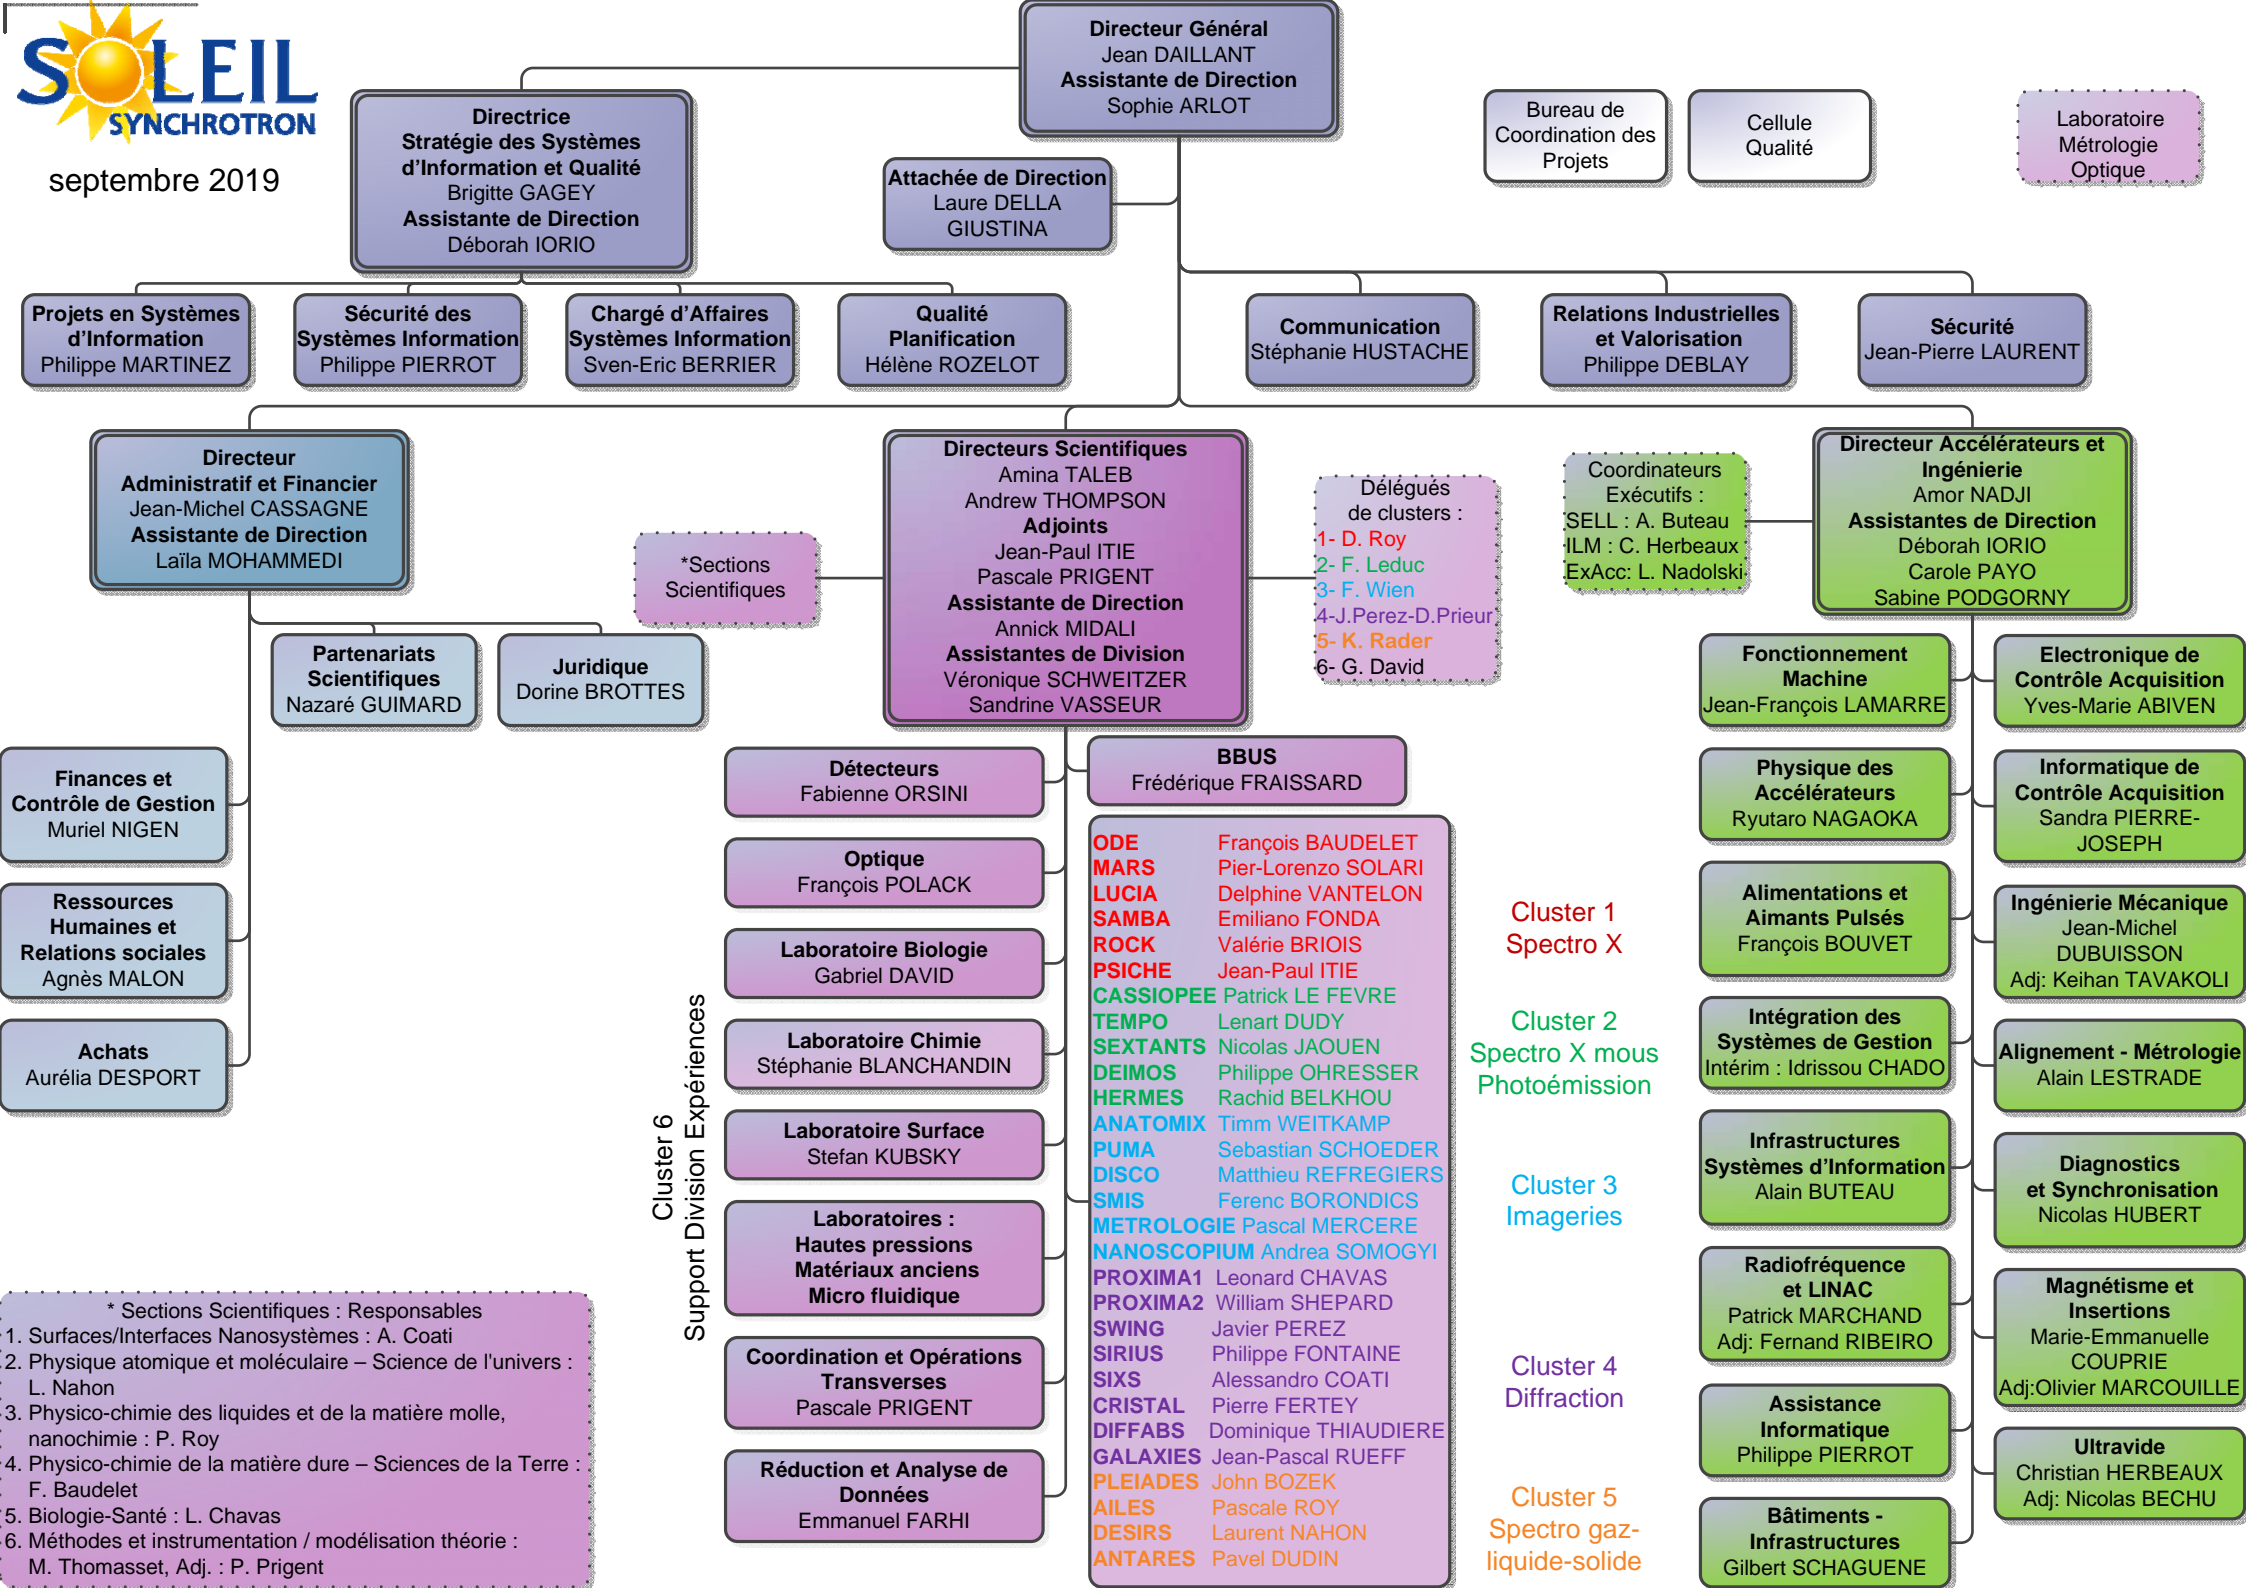 SOLEIL
SYNCHROTRON
septembre 2019
Directeur Général
Jean DAILLANT
Assistante de Direction
Sophie ARLOT
Directrice
Stratégie des Systèmes
d'Information et Qualité
Brigitte GAGEY
Assistante de Direction
Déborah IORIO
Attachée de Direction
Laure DELLA
GIUSTINA
Bureau de
Coordination des
Projets
Cellule
Qualité
Laboratoire
Métrologie
Optique
Projets en Systèmes
d'Information
Philippe MARTINEZ
Sécurité des
Systèmes Information
Philippe PIERROT
Chargé d'Affaires
Systèmes Information
Sven-Eric BERRIER
Qualité
Planification
Hélène ROZELOT
Communication
Stéphanie HUSTACHE
Relations Industrielles
et Valorisation
Philippe DEBLAY
Sécurité
Jean-Pierre LAURENT
Directeur
Administratif et Financier
Jean-Michel CASSAGNE
Assistante de Direction
Laïla MOHAMMEDI
*Sections
Scientifiques
Directeurs Scientifiques
Amina TALEB
Andrew THOMPSON
Adjoints
Jean-Paul ITIE
Pascale PRIGENT
Assistante de Direction
Annick MIDALI
Assistantes de Division
Véronique SCHWEITZER
Sandrine VASSEUR
Délégués
de clusters :
1- D. Roy
2- F. Leduc
3- F. Wien
4-J.Perez-D.Prieur
5- K. Rader
6- G. David
Coordinateurs
Exécutifs :
SELL : A. Buteau
ILM : C. Herbeaux
ExAcc: L. Nadolski
Directeur Accélérateurs et
Ingénierie
Amor NADJI
Assistantes de Direction
Déborah IORIO
Carole PAYO
Sabine PODGORNY
Partenariats
Scientifiques
Nazaré GUIMARD
Juridique
Dorine BROTTES
Finances et
Contrôle de Gestion
Muriel NIGEN
Ressources
Humaines et
Relations sociales
Agnès MALON
Achats
Aurélia DESPORT
Cluster 6
Support Division Expériences
Détecteurs
Fabienne ORSINI
Optique
François POLACK
Laboratoire Biologie
Gabriel DAVID
Laboratoire Chimie
Stéphanie BLANCHANDIN
Laboratoire Surface
Stefan KUBSKY
Laboratoires :
Hautes pressions
Matériaux anciens
Micro fluidique
Coordination et Opérations
Transverses
Pascale PRIGENT
Réduction et Analyse de
Données
Emmanuel FARHI
BBUS
Frédérique FRAISSARD
ODE François BAUDELET
MARS Pier-Lorenzo SOLARI
LUCIA Delphine VANTELON
SAMBA Emiliano FONDA
ROCK Valérie BRIOIS
PSICHE Jean-Paul ITIE
CASSIOPEE Patrick LE FEVRE
TEMPO Lenart DUDY
SEXTANTS Nicolas JAOUEN
DEIMOS Philippe OHRESSER
HERMES Rachid BELKHOU
ANATOMIX Timm WEITKAMP
PUMA Sebastian SCHOEDER
DISCO Matthieu REFREGIERS
SMIS Ferenc BORONDICS
METROLOGIE Pascal MERCERE
NANOSCOPIUM Andrea SOMOGYI
PROXIMA1 Leonard CHAVAS
PROXIMA2 William SHEPARD
SWING Javier PEREZ
SIRIUS Philippe FONTAINE
SIXS Alessandro COATI
CRISTAL Pierre FERTEY
DIFFABS Dominique THIAUDIERE
GALAXIES Jean-Pascal RUEFF
PLEIADES John BOZEK
AILES Pascale ROY
DESIRS Laurent NAHON
ANTARES Pavel DUDIN
Cluster 1
Spectro X
Cluster 2
Spectro X mous
Photoémission
Cluster 3
Imageries
Cluster 4
Diffraction
Cluster 5
Spectro gaz-
liquide-solide
Fonctionnement
Machine
Jean-François LAMARRE
Physique des
Accélérateurs
Ryutaro NAGAOKA
Alimentations et
Aimants Pulsés
François BOUVET
Intégration des
Systèmes de Gestion
Intérim : Idrissou CHADO
Infrastructures
Systèmes d'Information
Alain BUTEAU
Radiofréquence
et LINAC
Patrick MARCHAND
Adj: Fernand RIBEIRO
Assistance
Informatique
Philippe PIERROT
Bâtiments -
Infrastructures
Gilbert SCHAGUENE
Electronique de
Contrôle Acquisition
Yves-Marie ABIVEN
Informatique de
Contrôle Acquisition
Sandra PIERRE-
JOSEPH
Ingénierie Mécanique
Jean-Michel
DUBUISSON
Adj: Keihan TAVAKOLI
Alignement - Métrologie
Alain LESTRADE
Diagnostics
et Synchronisation
Nicolas HUBERT
Magnétisme et
Insertions
Marie-Emmanuelle
COUPRIE
Adj:Olivier MARCOUILLE
Ultravide
Christian HERBEAUX
Adj: Nicolas BECHU
* Sections Scientifiques : Responsables
1. Surfaces/Interfaces Nanosystèmes : A. Coati
2. Physique atomique et moléculaire – Science de l'univers :
L. Nahon
3. Physico-chimie des liquides et de la matière molle,
nanochimie : P. Roy
4. Physico-chimie de la matière dure – Sciences de la Terre :
F. Baudelet
5. Biologie-Santé : L. Chavas
6. Méthodes et instrumentation / modélisation théorie :
M. Thomasset, Adj. : P. Prigent